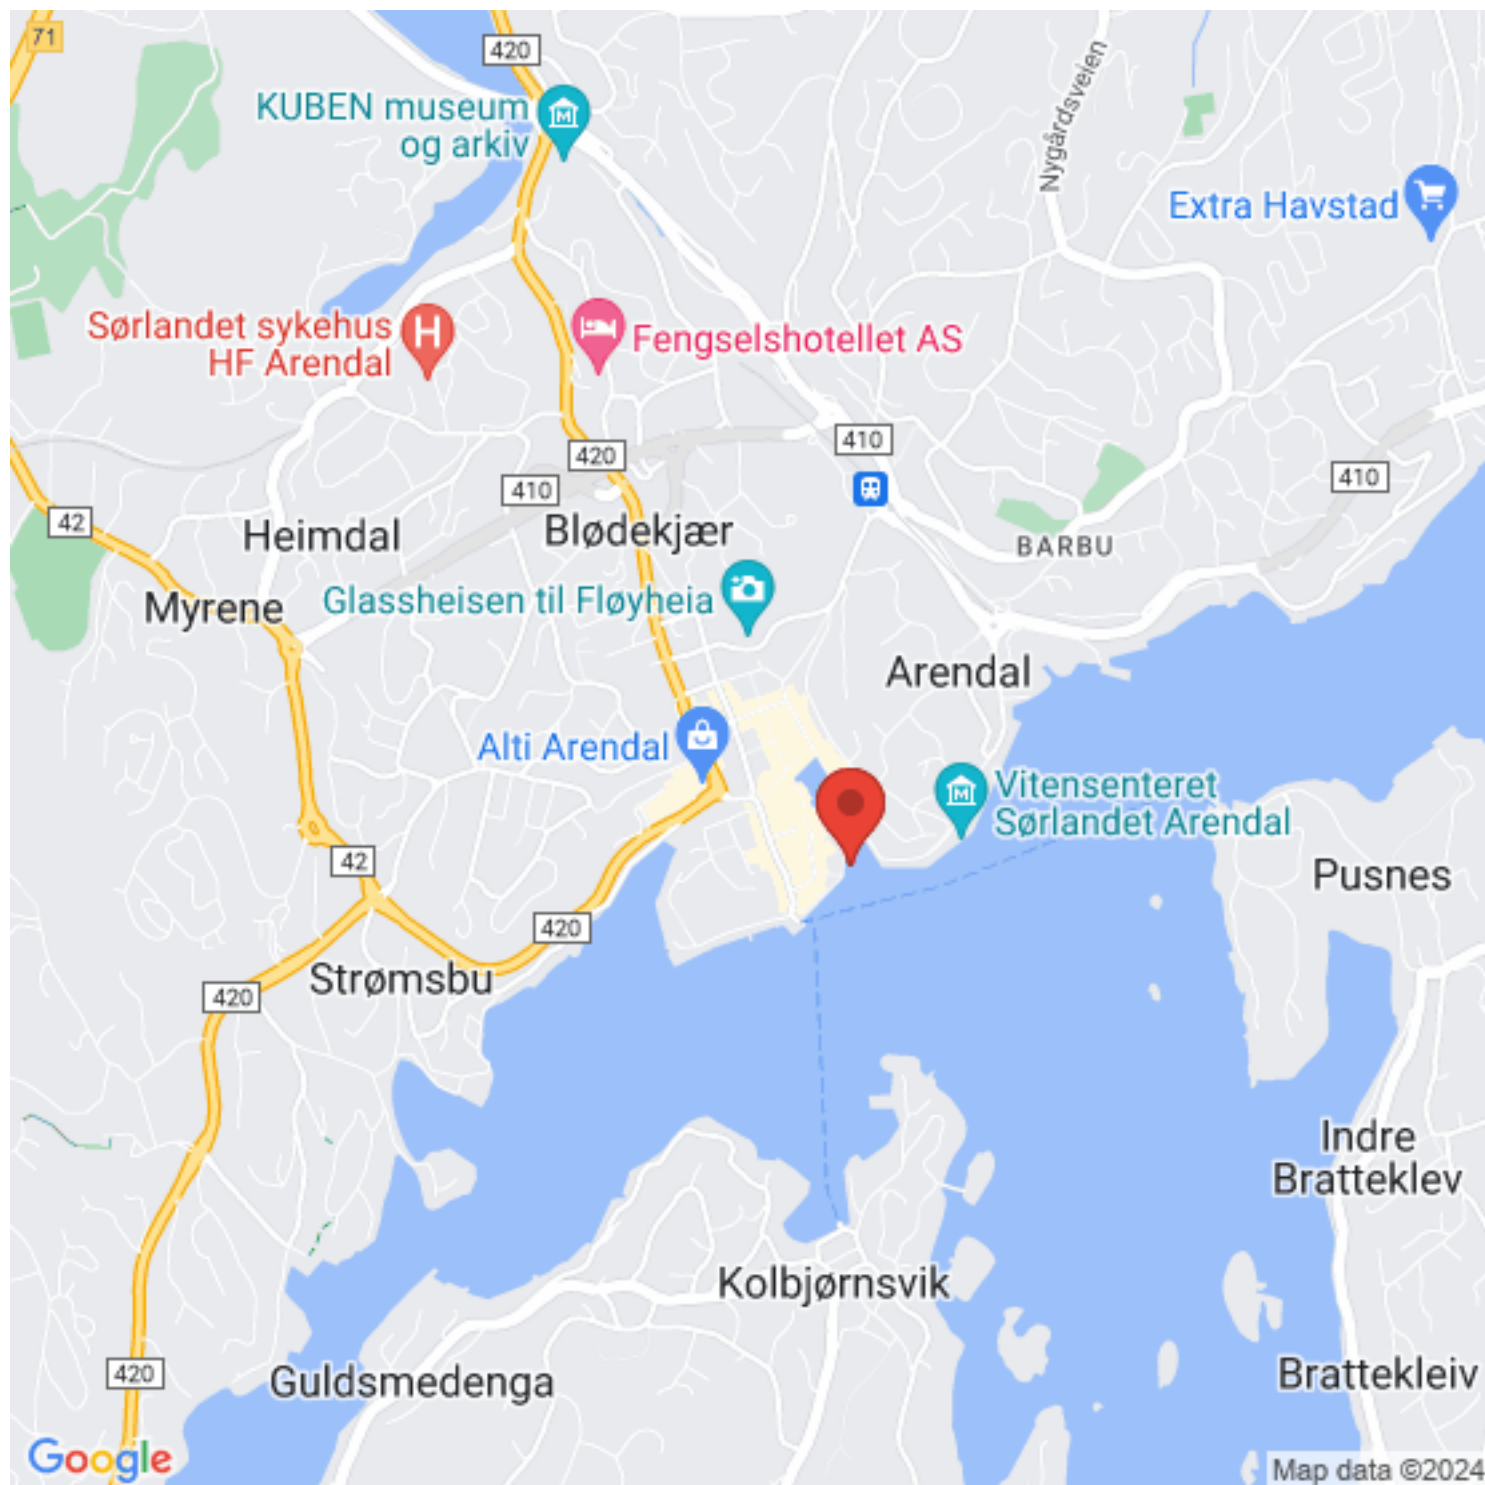 71
420
KUBEN museum
og arkiv
Nygårdsveien
Extra Havstad
Sørlandet sykehus
HF Arendal
Fengselshotellet AS
410
420
410
410
42
Heimdal
Blødekjær
BARBU
Myrene
Glassheisen til Fløyheia
Arendal
Alti Arendal
Vitensenteret
Sørlandet Arendal
42
Pusnes
420
Strømsbu
420
Indre
Bratteklev
Kolbjørnsvik
420
Guldsmedenga
Brattekleiv
Google
Map data ©2024